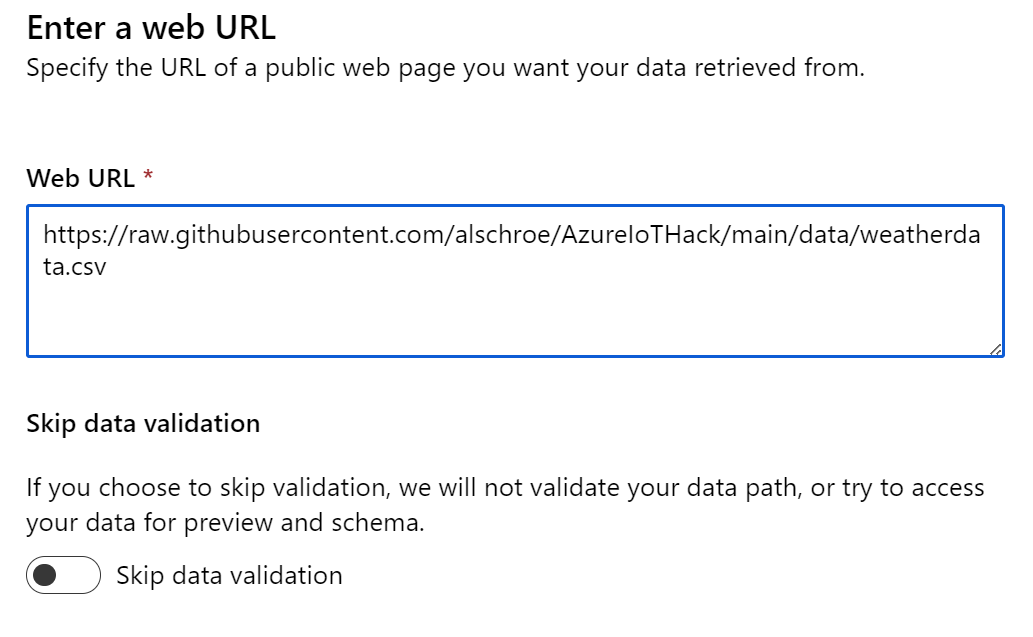 Enter a web URL
Specify the URL of a public web page you want your data retrieved from.
Web URL *
https://raw.githubusercontent.com/alschroe/AzureIoTHack/main/data/weatherda
ta.csv
Skip data validation
If you choose to skip validation, we will not validate your data path, or try to access
your data for preview and schema.
Skip data validation